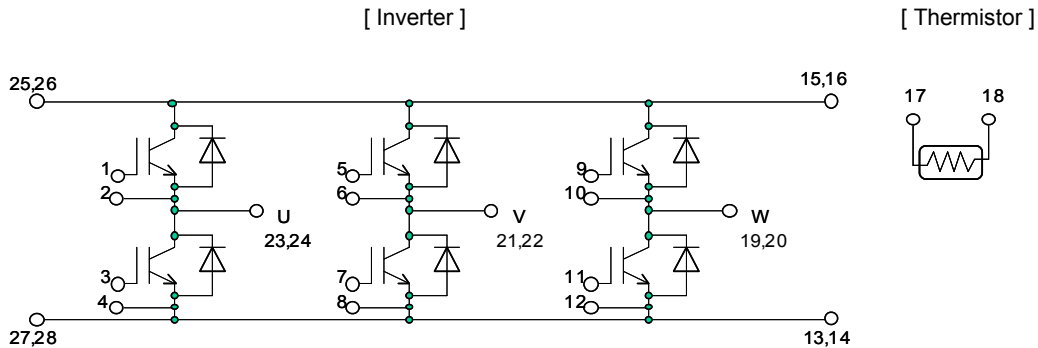 [ Inverter ] [ Thermistor ]
25,26 15,16
17 18
1 5 9
2 6 10
U V W
23,24 21,22 19,20
3 7 11
4 8 12
27,28 13,14